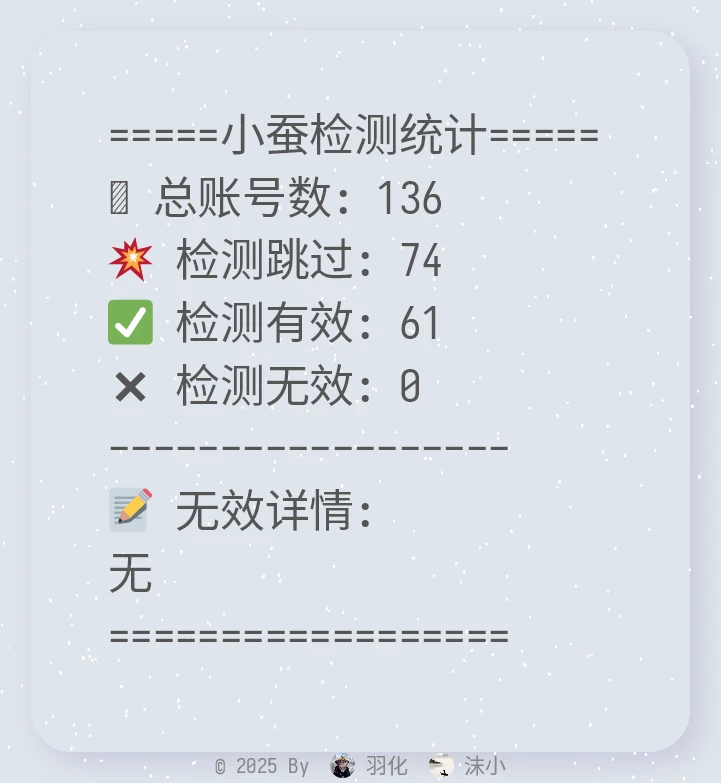 =====小蚕检测统计=====
总账号数: 136
💥 检测跳过: 74
✅ 检测有效: 61
❌ 检测无效: 0
------------------
📝 无效详情:
无
==================
© 2025 By 羽化 沫小